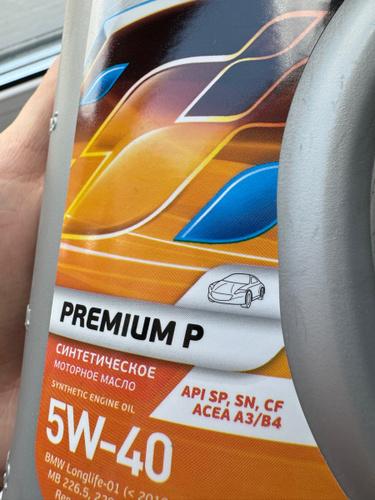 PREMIUM P
СИНТЕТИЧЕСКОЕ
МОТОРНОЕ МАСЛО
SYNTHETIC ENGINE OIL
API SP, SN, CF
ACEA A3/B4
5W-40
BMW Longlife-01 (<
MB 226.5,